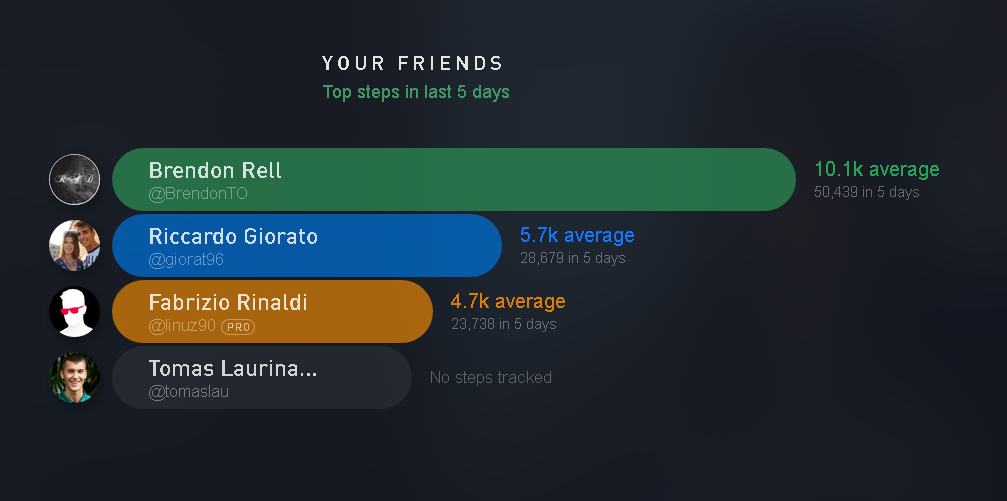 YOUR FRIENDS
Top steps in last 5 days
Brendon Rell
@BrendonTO
10.1k average
50,439 in 5 days
Riccardo Giorato
@giorat96
5.7k average
28,679 in 5 days
Fabrizio Rinaldi
@linuz90 PRO
4.7k average
23,738 in 5 days
Tomas Laurina...
@tomaslau
No steps tracked